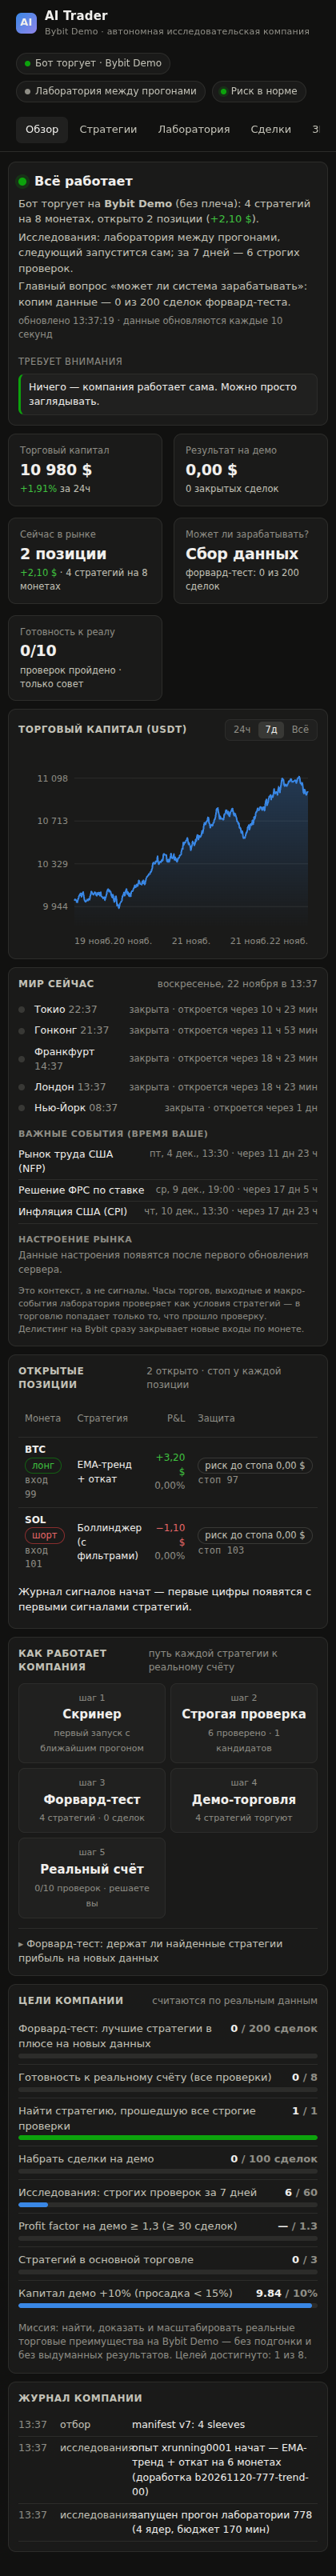 AI
AI Trader
Bybit Demo · автономная исследовательская компания
Бот торгует · Bybit Demo
Лаборатория между прогонами
Риск в норме
Обзор
Стратегии
Лаборатория
Сделки
Всё работает
Бот торгует на Bybit Demo (без плеча): 4 стратегий
на 8 монетах, открыто 2 позиции (+2,10 $).
Исследования: лаборатория между прогонами,
следующий запустится сам; за 7 дней — 6 строгих
проверок.
Главный вопрос «может ли система зарабатывать»:
копим данные — 0 из 200 сделок форвард-теста.
обновлено 13:37:19 · данные обновляются каждые 10
секунд
ТРЕБУЕТ ВНИМАНИЯ
Ничего — компания работает сама. Можно просто
заглядывать.
Торговый капитал
10 980 $
+1,91% за 24ч
Результат на демо
0,00 $
0 закрытых сделок
Сейчас в рынке
2 позиции
+2,10 $ · 4 стратегий на 8
монетах
Может ли зарабатывать?
Сбор данных
форвард-тест: 0 из 200
сделок
Готовность к реалу
0/10
проверок пройдено ·
только совет
ТОРГОВЫЙ КАПИТАЛ (USDT)
24ч
7д
Всё
11 098
10 713
10 329
9 944
19 нояб.
20 нояб.
21 нояб.
21 нояб.
22 нояб.
МИР СЕЙЧАС
воскресенье, 22 ноября в 13:37
Токио 22:37
закрыта · откроется через 10 ч 23 мин
Гонконг 21:37
закрыта · откроется через 11 ч 53 мин
Франкфурт
14:37
закрыта · откроется через 18 ч 23 мин
Лондон 13:37
закрыта · откроется через 18 ч 23 мин
Нью-Йорк 08:37
закрыта · откроется через 1 дн
ВАЖНЫЕ СОБЫТИЯ (ВРЕМЯ ВАШЕ)
Рынок труда США
(NFP)
пт, 4 дек., 13:30 · через 11 дн 23 ч
Решение ФРС по ставке
ср, 9 дек., 19:00 · через 17 дн 5 ч
Инфляция США (CPI)
чт, 10 дек., 13:30 · через 17 дн 23 ч
НАСТРОЕНИЕ РЫНКА
Данные настроения появятся после первого обновления
сервера.
Это контекст, а не сигналы. Часы торгов, выходные и макро-
события лаборатория проверяет как условия стратегий — в
торговлю попадает только то, что прошло проверку.
Делистинг на Bybit сразу закрывает новые входы по монете.
ОТКРЫТЫЕ
ПОЗИЦИИ
2 открыто · стоп у каждой
позиции
Монета
Стратегия
P&L
Защита
BTC
лонг
вход
99
EMA-тренд
+ откат
+3,20
$
0,00%
риск до стопа 0,00 $
стоп 97
SOL
шорт
вход
101
Боллинджер
(с
фильтрами)
−1,10
$
0,00%
риск до стопа 0,00 $
стоп 103
Журнал сигналов начат — первые цифры появятся с
первыми сигналами стратегий.
КАК РАБОТАЕТ
КОМПАНИЯ
путь каждой стратегии к
реальному счёту
шаг 1
Скринер
первый запуск с
ближайшим прогоном
шаг 2
Строгая проверка
6 проверено · 1
кандидатов
шаг 3
Форвард-тест
4 стратегий · 0 сделок
шаг 4
Демо-торговля
4 стратегий торгуют
шаг 5
Реальный счёт
0/10 проверок · решаете
вы
▸ Форвард-тест: держат ли найденные стратегии
прибыль на новых данных
ЦЕЛИ КОМПАНИИ
считаются по реальным данным
Форвард-тест: лучшие стратегии в
плюсе на новых данных
0 / 200 сделок
Готовность к реальному счёту (все проверки)
0 / 8
Найти стратегию, прошедшую все строгие
проверки
1 / 1
Набрать сделки на демо
0 / 100 сделок
Исследования: строгих проверок за 7 дней
6 / 60
Profit factor на демо ≥ 1,3 (≥ 30 сделок)
— / 1.3
Стратегий в основной торговле
0 / 3
Капитал демо +10% (просадка < 15%)
9.84 / 10%
Миссия: найти, доказать и масштабировать реальные
торговые преимущества на Bybit Demo — без подгонки и
без выдуманных результатов. Целей достигнуто: 1 из 8.
ЖУРНАЛ КОМПАНИИ
13:37
отбор
manifest v7: 4 sleeves
13:37
исследования
опыт xrunning0001 начат — EMA-
тренд + откат на 6 монетах
(доработка b20261120-777-trend-
00)
13:37
исследования
запущен прогон лаборатории 778
(4 ядер, бюджет 170 мин)